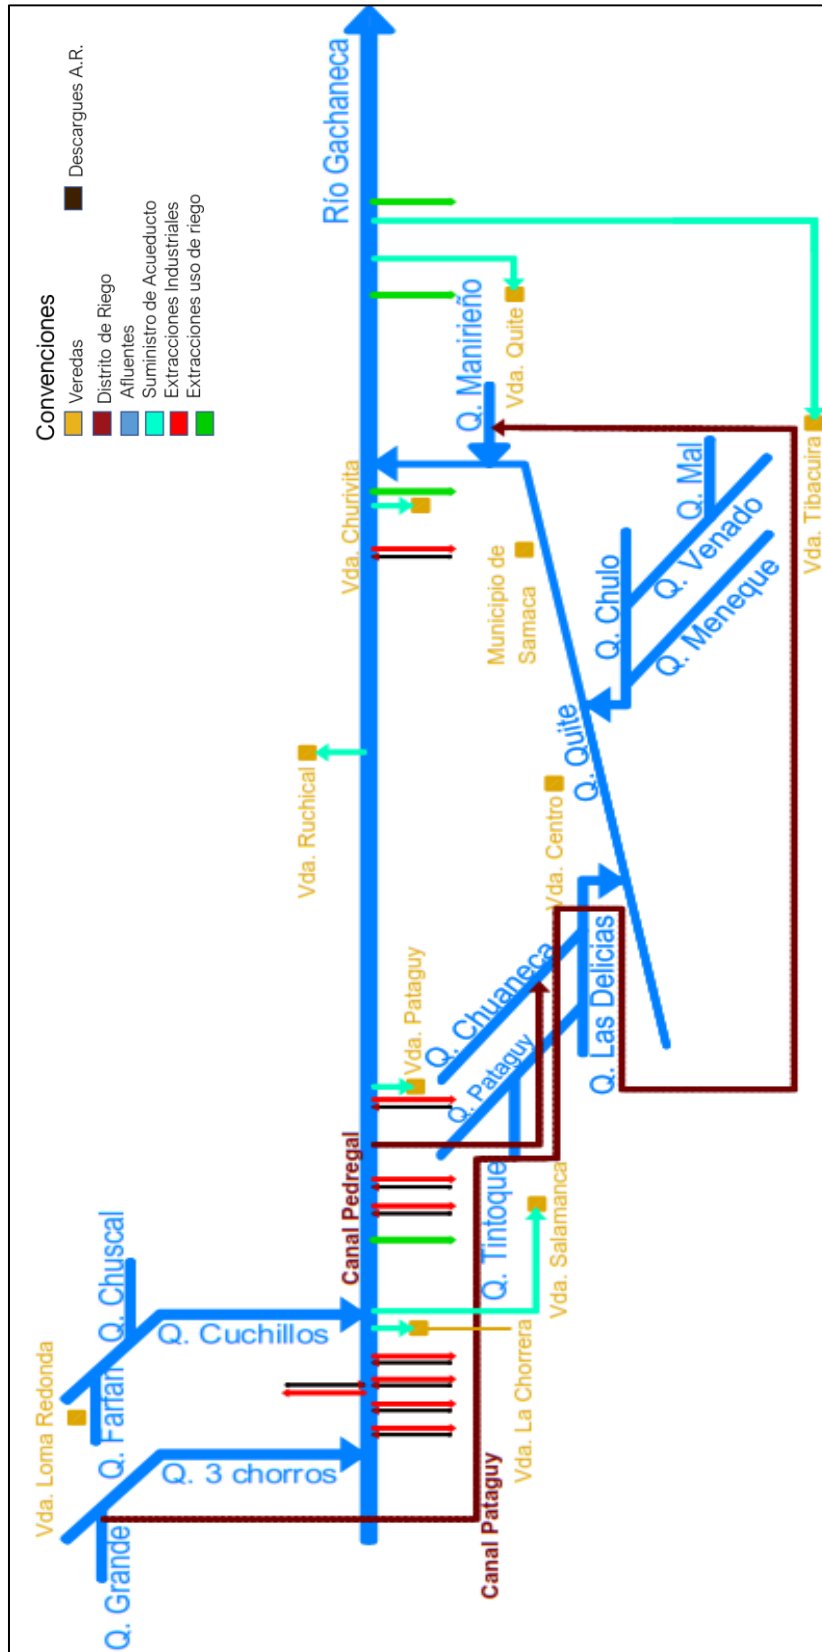 Convenciones
Veredas
Distrito de Riego
Afluentes
Suministro de Acueducto
Extracciones Industriales
Extracciones uso de riego
Descargues A.R.
Río Gachaneca
Vda. Loma Redonda
Q. Grande
Q. Farfan
Q. Chuscal
Q. 3 chorros
Q. Cuchillos
Canal Pedregal
Canal Pataguy
Vda. La Chorrera
Vda. Salamanca
Q. Tintoque
Q. Pataguy
Q. Chuaneca
Q. Las Delicias
Vda. Pataguy
Vda. Ruchical
Vda. Centro
Q. Quite
Municipio de
Samaca
Vda. Churivita
Q. Chulo
Q. Meneque
Q. Venado
Q. Mal
Q. Manirieño
Vda. Quite
Vda. Tibacuira